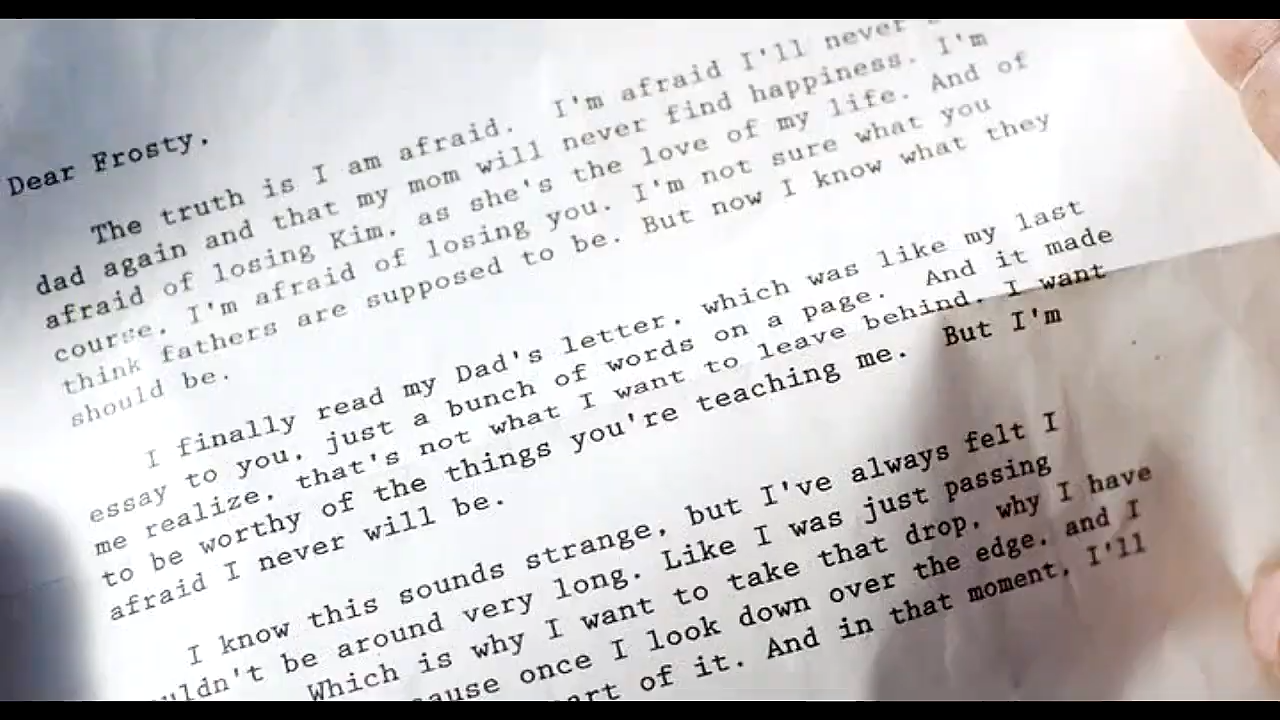 Dear Frosty,
The truth is I am afraid. I'm afraid I'll never
dad again and that my mom will never find happiness. I'm
afraid of losing Kim, as she's the love of my life. And of
course, I'm afraid of losing you. I'm not sure what you
think fathers are supposed to be. But now I know what they
should be.
I finally read my Dad's letter, which was like my last
essay to you, just a bunch of words on a page. And it made
me realize, that's not what I want to leave behind. I want
to be worthy of the things you're teaching me. But I'm
afraid I never will be.
I know this sounds strange, but I've always felt I
uldn't be around very long. Like I was just passing
Which is why I want to take that drop, why I have
ause once I look down over the edge, and I
art of it. And in that moment, I'll